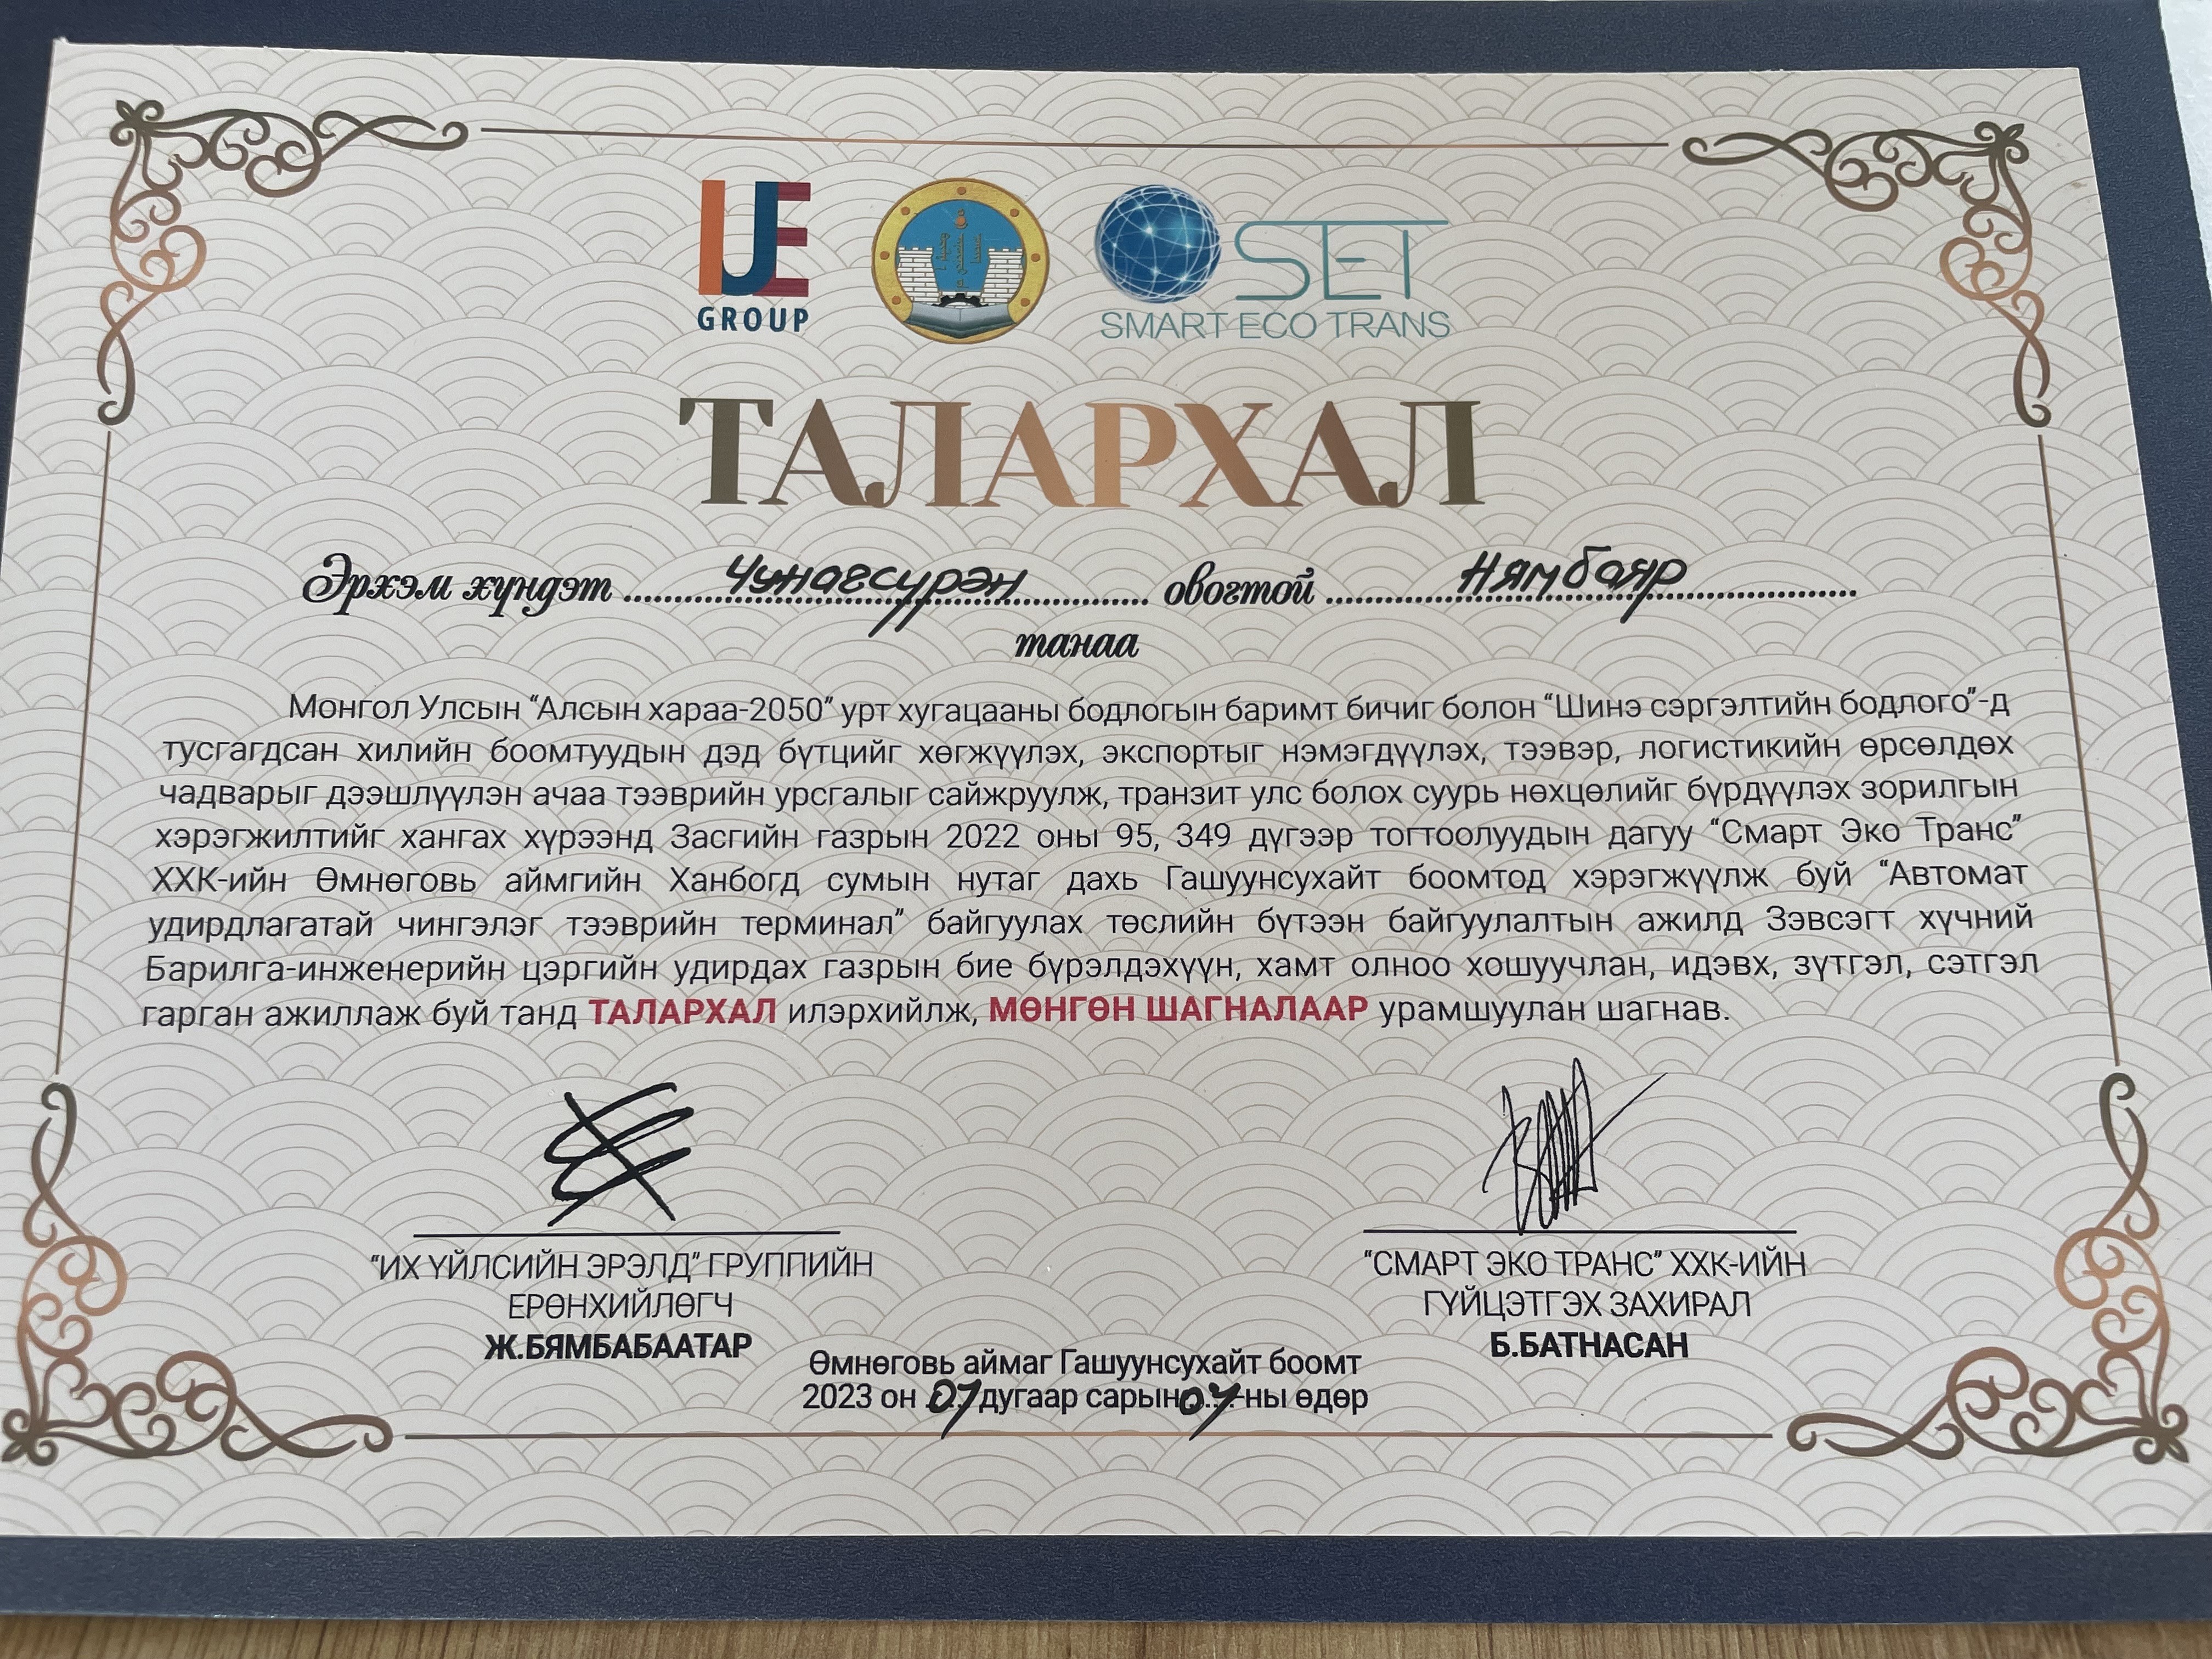 IUE
GROUP
SET
SMART ECO TRANS
ТАЛАРХАЛ
Эрхэм хүндэт Чунагсүрэн овогтой Нямбаяр
танаа
Монгол Улсын “Алсын хараа-2050” урт хугацааны бодлогын баримт бичиг болон “Шинэ сэргэлтийн бодлого”-д
тусгагдсан хилийн боомтуудын дэд бүтцийг хөгжүүлэх, экспортыг нэмэгдүүлэх, тээвэр, логистикийн өрсөлдөх
чадварыг дээшлүүлэн ачаа тээврийн урсгалыг сайжруулж, транзит улс болох суурь нөхцөлийг бүрдүүлэх зорилгын
хэрэгжилтийг хангах хүрээнд Засгийн газрын 2022 оны 95, 349 дүгээр тогтоолуудын дагуу “Смарт Эко Транс”
ХХК-ийн Өмнөговь аймгийн Ханбогд сумын нутаг дахь Гашуунсухайт боомтод хэрэгжүүлж буй “Автомат
удирдлагатай чингэлэг тээврийн терминал” байгуулах төслийн бүтээн байгуулалтын ажилд Зэвсэгт хүчний
Барилга-инженерийн цэргийн удирдах газрын бие бүрэлдэхүүн, хамт олноо хошуучлан, идэвх, зүтгэл, сэтгэл
гарган ажиллаж буй танд ТАЛАРХАЛ илэрхийлж, МӨНГӨН ШАГНАЛААР урамшуулан шагнав.
“ИХ ҮЙЛСИЙН ЭРЭЛД” ГРУППИЙН
ЕРӨНХИЙЛӨГЧ
Ж.БЯМБАБААТАР
“СМАРТ ЭКО ТРАНС” ХХК-ИЙН
ГҮЙЦЭТГЭХ ЗАХИРАЛ
Б.БАТНАСАН
Өмнөговь аймаг Гашуунсухайт боомт
2023 он 07 дугаар сарын 04-ны өдөр